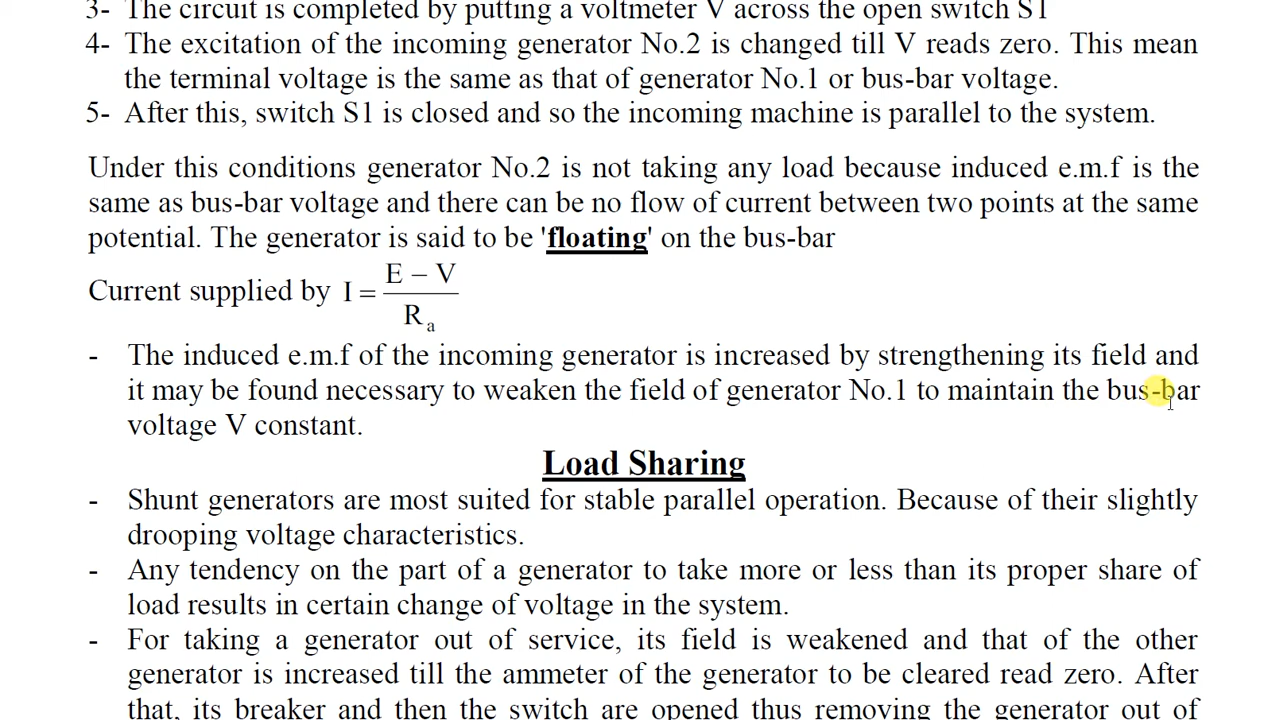 3- The circuit is completed by putting a voltmeter V across the open switch S1
4- The excitation of the incoming generator No.2 is changed till V reads zero. This mean
the terminal voltage is the same as that of generator No.1 or bus-bar voltage.
5- After this, switch S1 is closed and so the incoming machine is parallel to the system.
Under this conditions generator No.2 is not taking any load because induced e.m.f is the
same as bus-bar voltage and there can be no flow of current between two points at the same
potential. The generator is said to be 'floating' on the bus-bar
Current supplied by I = (E − V) / Ra
- The induced e.m.f of the incoming generator is increased by strengthening its field and
it may be found necessary to weaken the field of generator No.1 to maintain the bus-bar
voltage V constant.
Load Sharing
- Shunt generators are most suited for stable parallel operation. Because of their slightly
drooping voltage characteristics.
- Any tendency on the part of a generator to take more or less than its proper share of
load results in certain change of voltage in the system.
- For taking a generator out of service, its field is weakened and that of the other
generator is increased till the ammeter of the generator to be cleared read zero. After
that, its breaker and then the switch are opened thus removing the generator out of